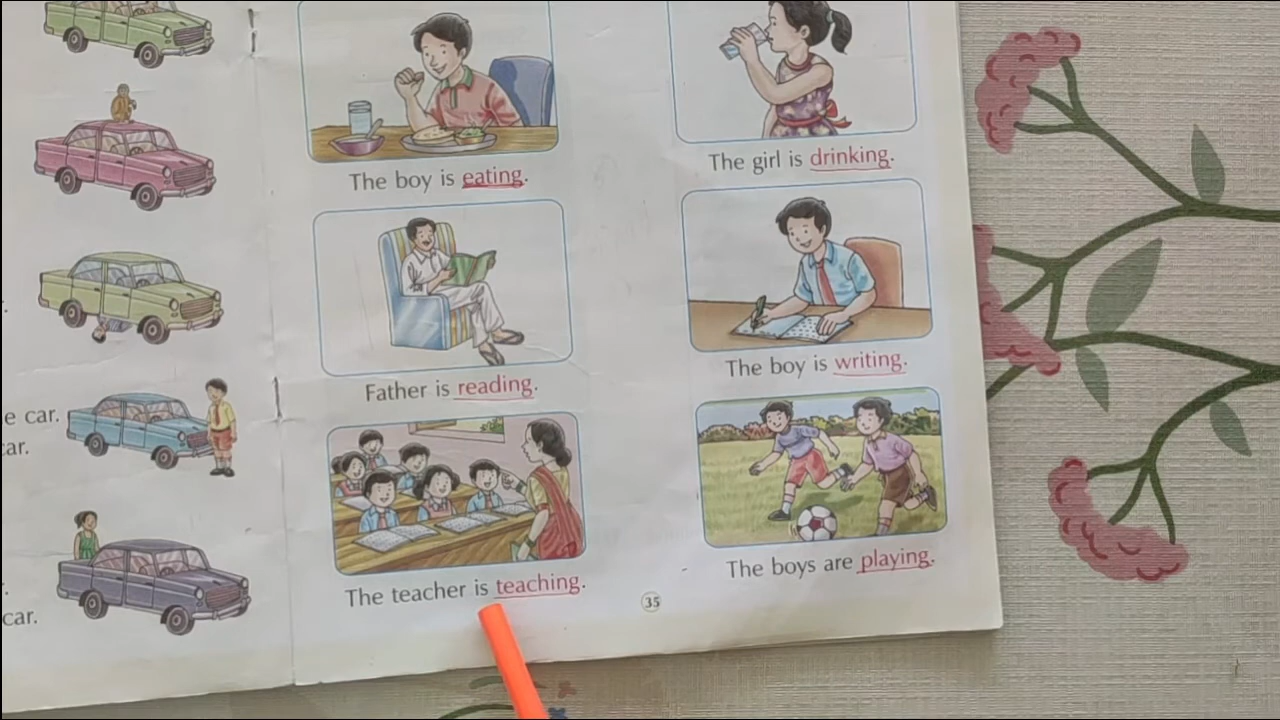 e car.
car.
car.
The boy is eating.
The girl is drinking.
Father is reading.
The boy is writing.
The teacher is teaching.
The boys are playing.
35